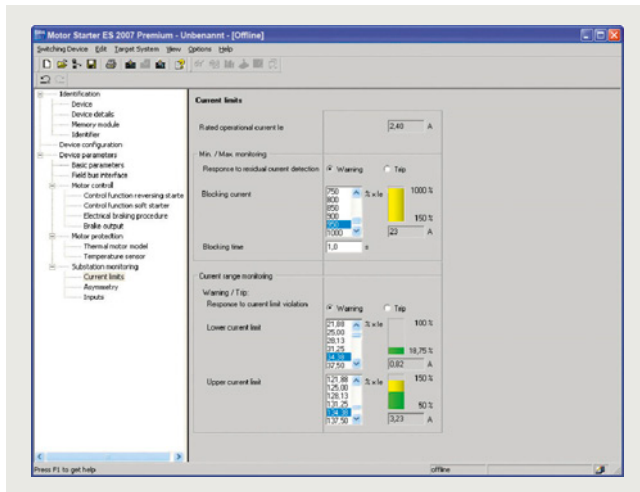 Motor Starter ES 2007 Premium - Unbenannt - [Offline]
Switching Device Edit Target System View Options Help
Identification
Device
Device details
Memory module
Identifier
Device configuration
Device parameters
Basic parameters
Field bus interface
Motor control
Control function reversing starte
Control function soft starter
Electrical braking procedure
Brake output
Motor protection
Thermal motor model
Temperature sensor
Substation monitoring
Current limits
Asymmetry
Inputs
Current limits
Rated operational current Ie 2,40 A
Min. / Max. monitoring
Response to residual current detection Warning Trip
Blocking current
750
800
850
900
950
1000
% x Ie
1000 %
150 %
23 A
Blocking time 1,0 s
Current range monitoring
Warning / Trip:
Response to current limit violation Warning Trip
Lower current limit
21,88
25,00
28,13
31,25
34,38
37,50
% x Ie
100 %
18,75 %
0,82 A
Upper current limit
121,88
125,00
128,13
131,25
134,38
137,50
% x Ie
150 %
50 %
3,23 A
Press F1 to get help
offline